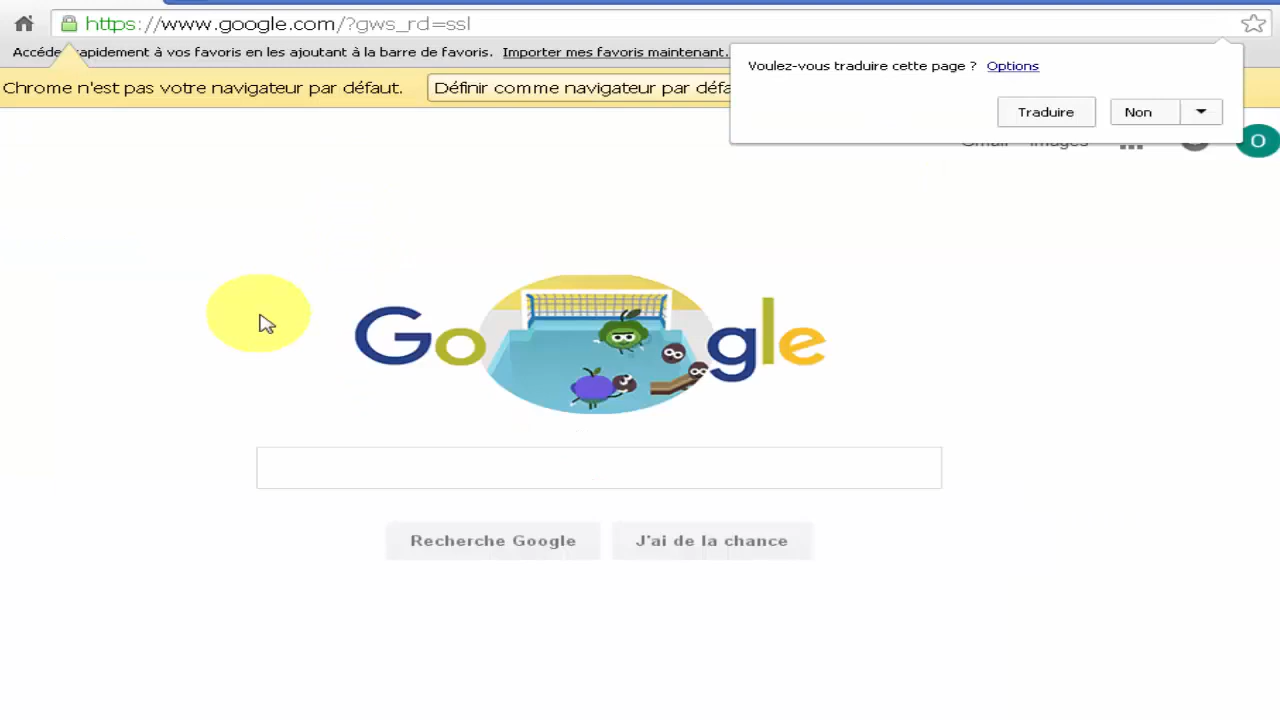 https://www.google.com/?gws_rd=ssl
Accéde rapidement à vos favoris en les ajoutant à la barre de favoris. Importer mes favoris maintenant.
Voulez-vous traduire cette page ? Options
Chrome n'est pas votre navigateur par défaut. Définir comme navigateur par défa
Traduire Non
Gmail Images
O
Google
Recherche Google J'ai de la chance